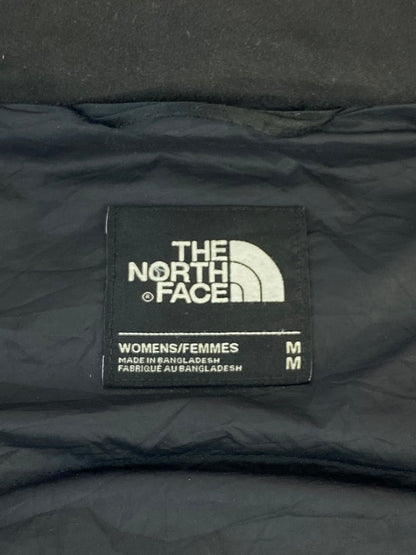 THE
NORTH
® FACE
WOMENS/FEMMES M
MADE IN BANGLADESH M
FABRIQUÉ AU BANGLADESH